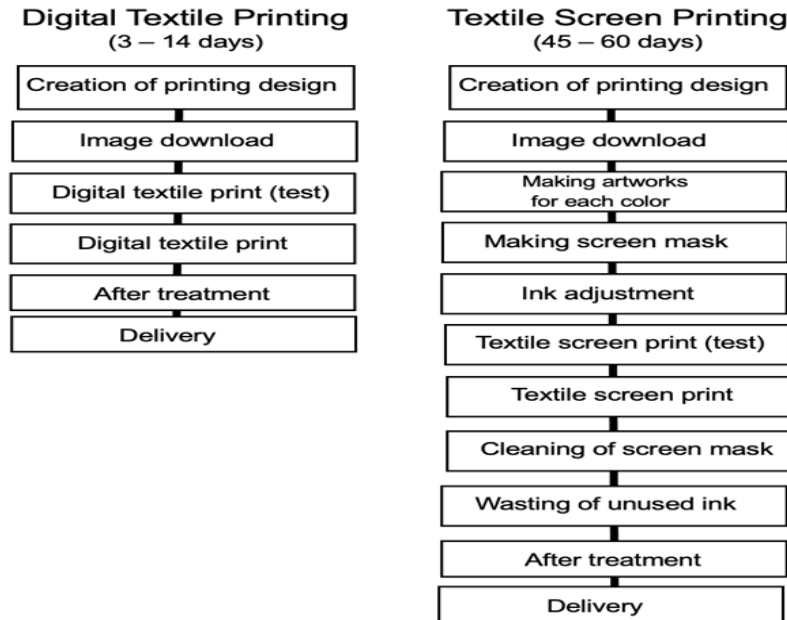 Digital Textile Printing
(3 – 14 days)
Creation of printing design
Image download
Digital textile print (test)
Digital textile print
After treatment
Delivery
Textile Screen Printing
(45 – 60 days)
Creation of printing design
Image download
Making artworks
for each color
Making screen mask
Ink adjustment
Textile screen print (test)
Textile screen print
Cleaning of screen mask
Wasting of unused ink
After treatment
Delivery